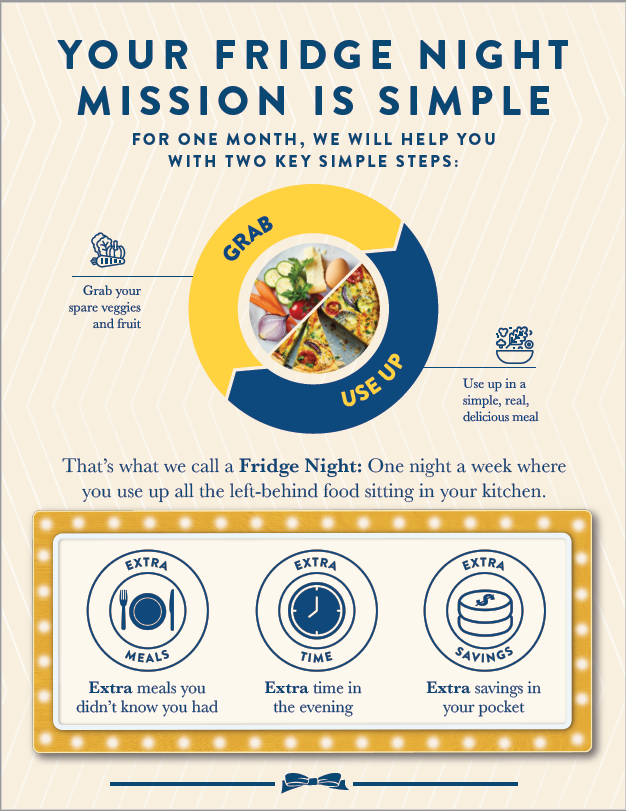 YOUR FRIDGE NIGHT
MISSION IS SIMPLE
FOR ONE MONTH, WE WILL HELP YOU
WITH TWO KEY SIMPLE STEPS:
GRAB
Grab your
spare veggies
and fruit
USE UP
Use up in a
simple, real,
delicious meal
That’s what we call a Fridge Night: One night a week where
you use up all the left-behind food sitting in your kitchen.
EXTRA
MEALS
Extra meals you
didn’t know you had
EXTRA
TIME
Extra time in
the evening
EXTRA
$
SAVINGS
Extra savings in
your pocket